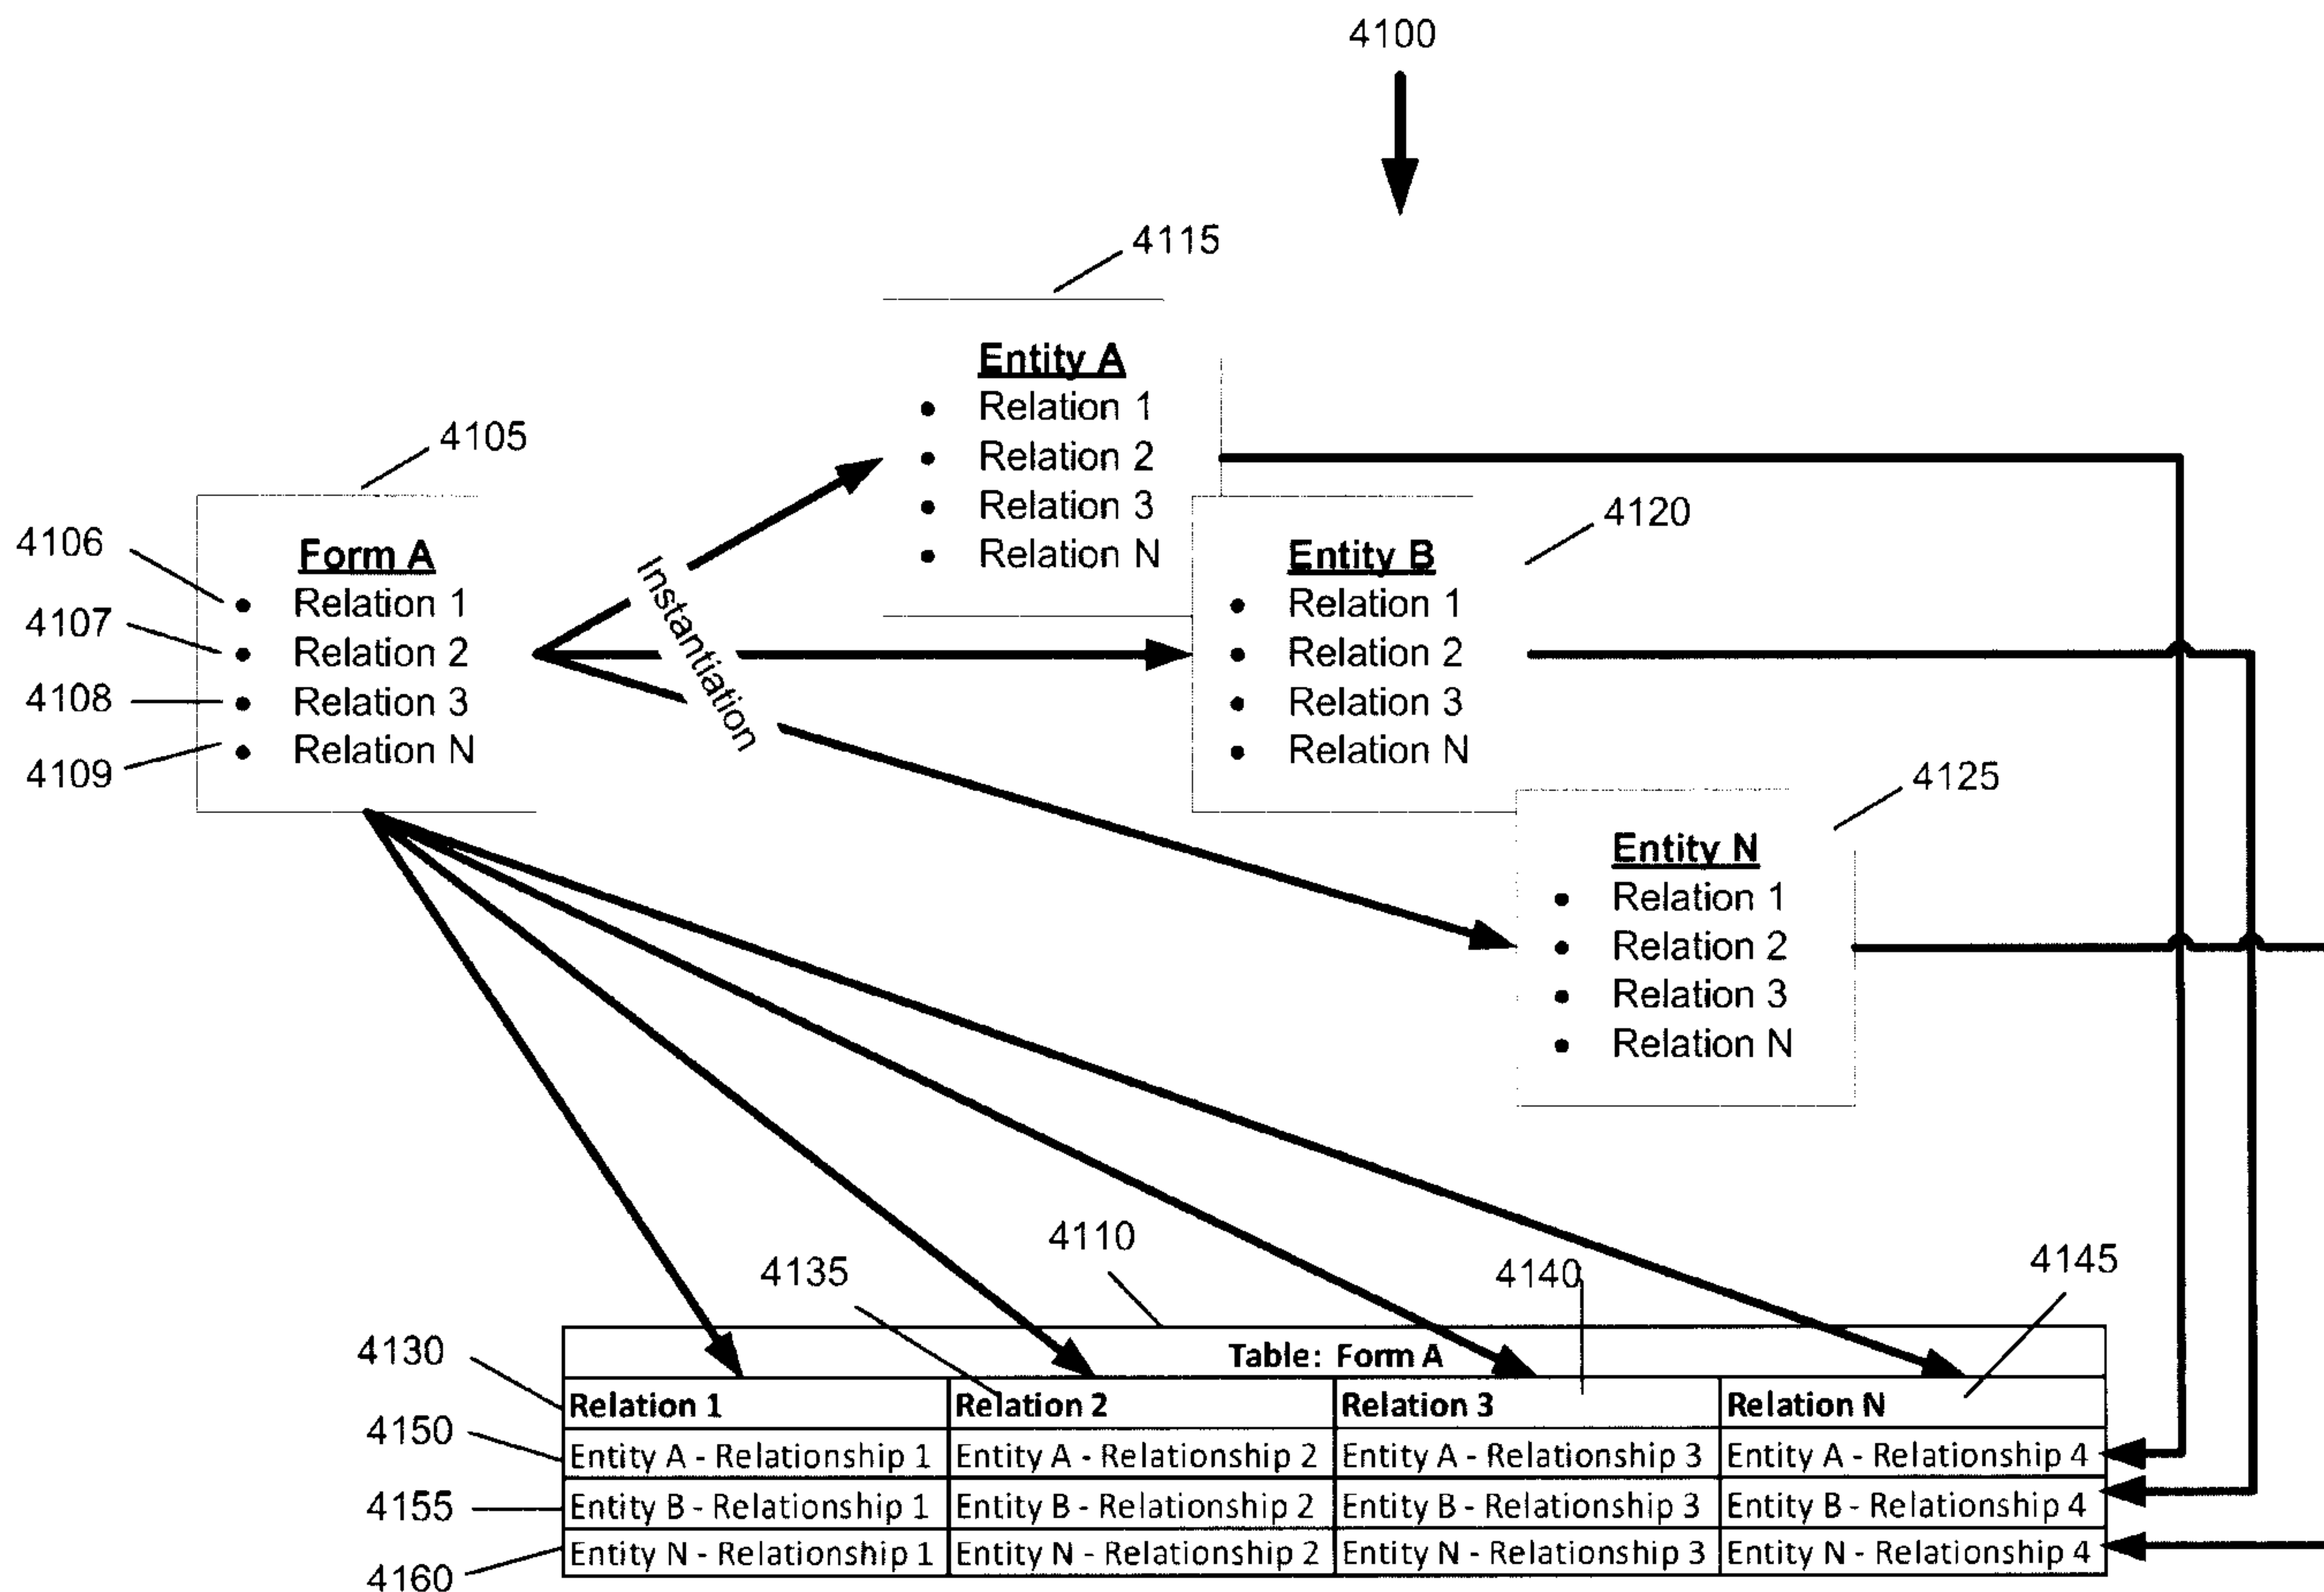 4100
4115
Entity A
• Relation 1
• Relation 2
• Relation 3
• Relation N
4105
4106
4107
4108
4109
Form A
• Relation 1
• Relation 2
• Relation 3
• Relation N
Instantiation
4120
Entity B
• Relation 1
• Relation 2
• Relation 3
• Relation N
4125
Entity N
• Relation 1
• Relation 2
• Relation 3
• Relation N
4110
4135
4140
4145
4130
4150
4155
4160
Table: Form A
Relation 1 Relation 2 Relation 3 Relation N
Entity A - Relationship 1 Entity A - Relationship 2 Entity A - Relationship 3 Entity A - Relationship 4
Entity B - Relationship 1 Entity B - Relationship 2 Entity B - Relationship 3 Entity B - Relationship 4
Entity N - Relationship 1 Entity N - Relationship 2 Entity N - Relationship 3 Entity N - Relationship 4